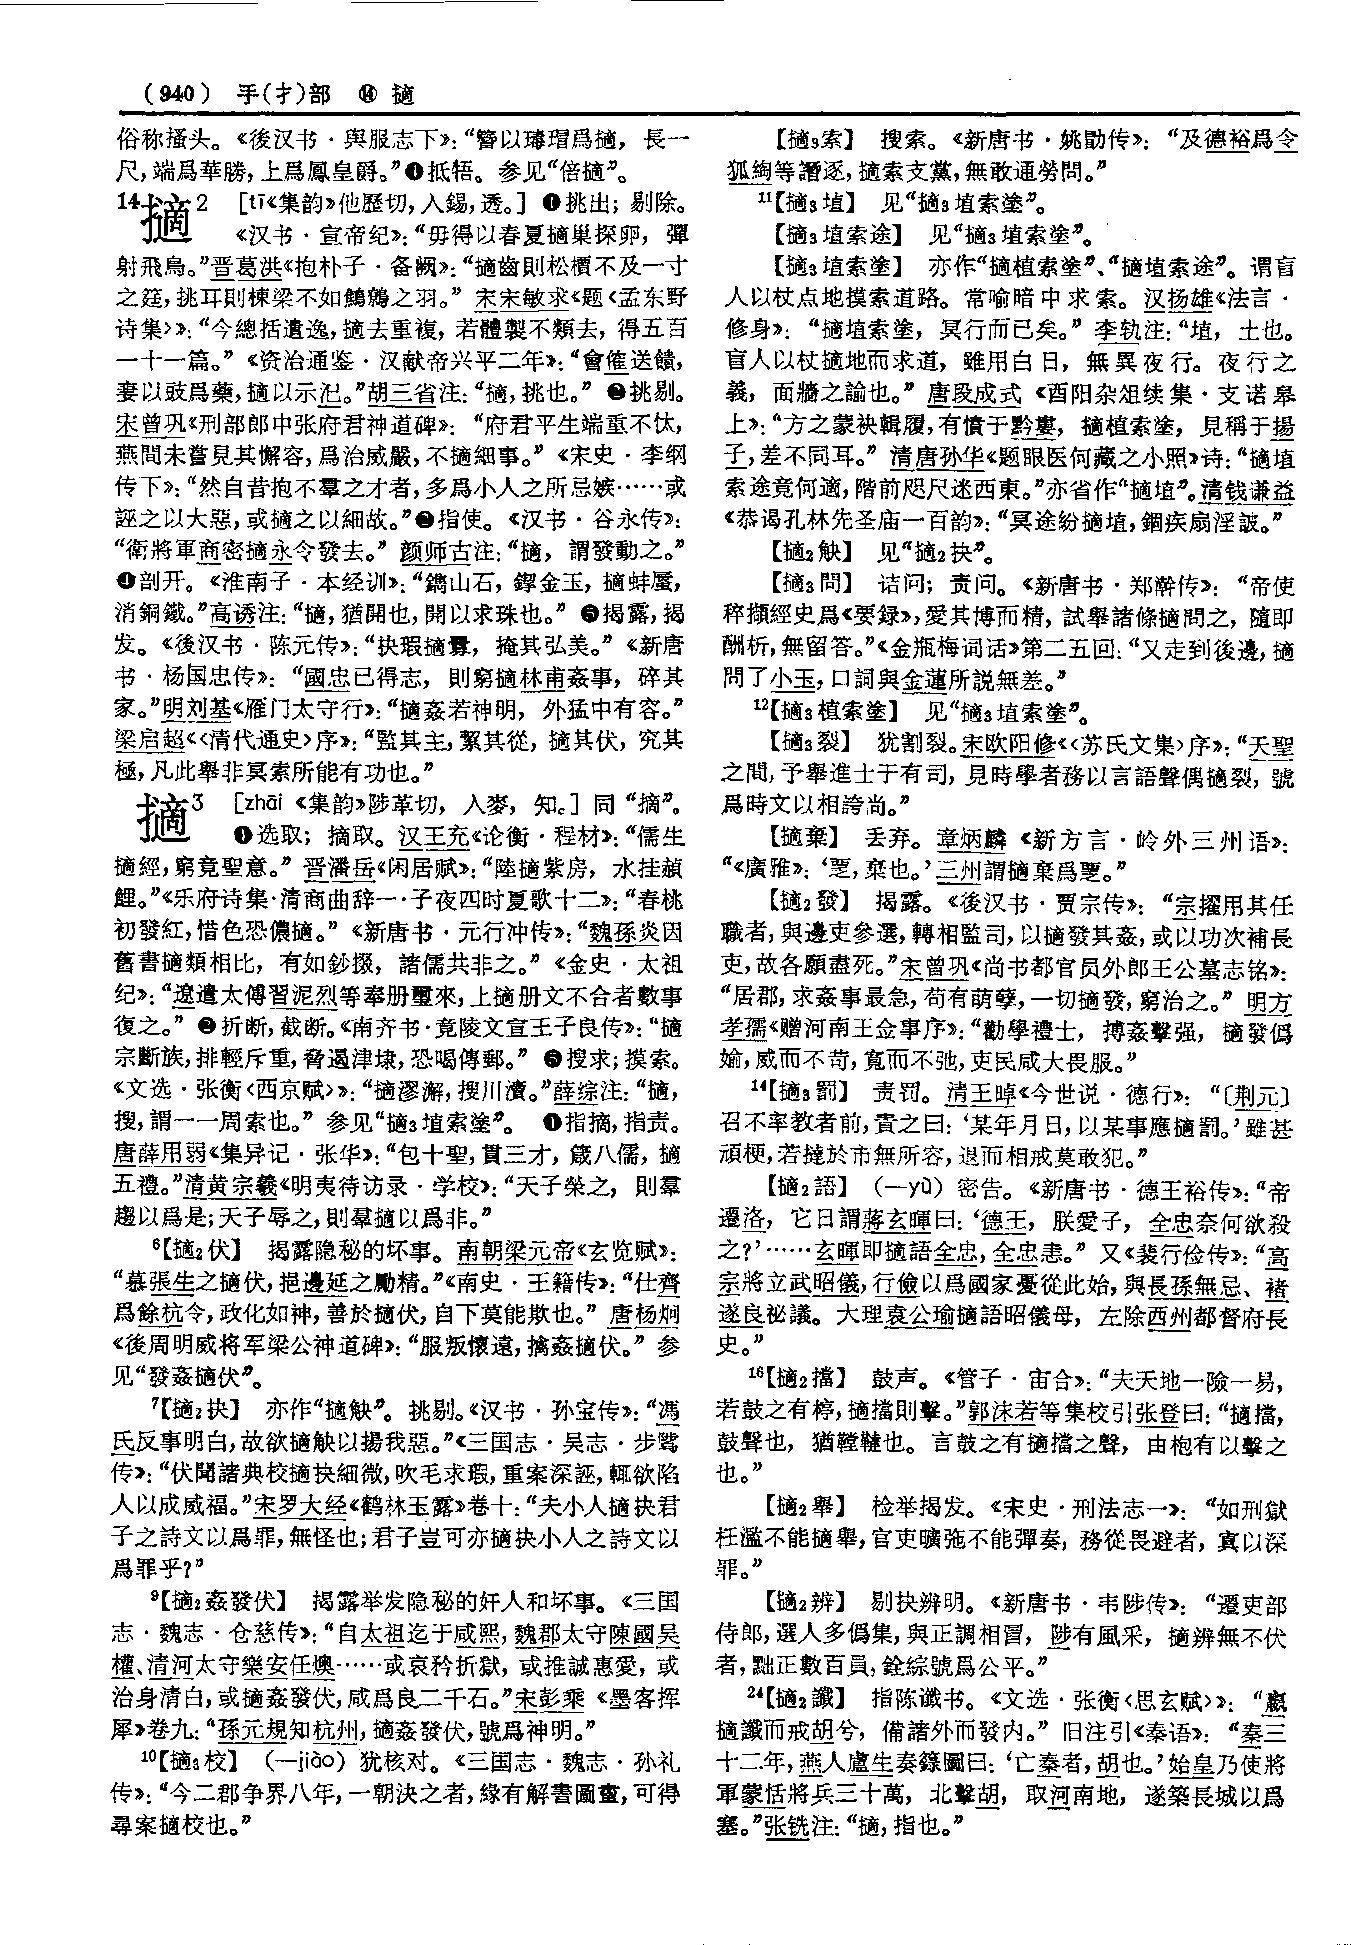 （940） 手(扌)部 ⑭ 擿
俗称搔头。《後汉书·輿服志下》：“簪以瑇瑁爲擿，長一
尺，端爲華勝，上爲鳳皇爵。”❹抵牾。参见“倍擿”。
14擿2 ［tī《集韵》他歷切，入錫，透。］ ❶挑出；剔除。
《汉书·宣帝纪》：“毋得以春夏擿巢探卵，彈
射飛鳥。”晋葛洪《抱朴子·备阙》：“擿齒則松檟不及一寸
之筳，挑耳則棟梁不如鷦鷯之羽。” 宋宋敏求《题〈孟东野
诗集〉》：“今總括遺逸，擿去重複，若體製不類去，得五百
一十一篇。”《资治通鉴·汉献帝兴平二年》：“會傕送饋，
妻以豉爲藥，擿以示汜。”胡三省注：“擿，挑也。” ❷挑剔。
宋曾巩《刑部郎中张府君神道碑》：“府君平生端重不忲，
燕閒未嘗見其懈容，爲治威嚴，不擿細事。”《宋史·李纲
传下》：“然自昔抱不羣之才者，多爲小人之所忌嫉……或
誣之以大惡，或擿之以細故。”❸指使。《汉书·谷永传》：
“衛將軍商密擿永令發去。” 颜师古注：“擿，謂發動之。”
❹剖开。《淮南子·本经训》：“鐫山石，鍥金玉，擿蚌蜃，
消銅鐵。”高诱注：“擿，猶開也，開以求珠也。” ❺揭露，揭
发。《後汉书·陈元传》：“抉瑕擿釁，掩其弘美。”《新唐
书·杨国忠传》：“國忠已得志，則窮擿林甫姦事，碎其
家。”明刘基《雁门太守行》：“擿姦若神明，外猛中有容。”
梁启超《〈清代通史〉序》：“監其主，繫其從，擿其伏，究其
極，凡此舉非冥索所能有功也。”
擿3 ［zhāi《集韵》陟革切，入麥，知。］同“摘”。
❶选取；摘取。汉王充《论衡·程材》：“儒生
擿經，窮竟聖意。” 晋潘岳《闲居赋》：“陸擿紫房，水挂赬
鯉。”《乐府诗集·清商曲辞一·子夜四时夏歌十二》：“春桃
初發紅，惜色恐儂擿。”《新唐书·元行冲传》：“魏孫炎因
舊書擿類相比，有如鈔掇，諸儒共非之。”《金史·太祖
纪》：“遼遣太傅習泥烈等奉册璽來，上擿册文不合者數事
復之。” ❷折断，截断。《南齐书·竟陵文宣王子良传》：“擿
宗斷族，排輕斥重，脅遏津埭，恐喝傳郵。” ❸搜求；摸索。
《文选·张衡〈西京赋〉》：“擿漻澥，搜川瀆。”薛综注：“擿，
搜，謂一一周索也。” 参见“擿3埴索塗”。 ❹指摘，指责。
唐薛用弱《集异记·张华》：“包十聖，貫三才，箴八儒，擿
五禮。”清黄宗羲《明夷待访录·学校》：“天子榮之，則羣
趨以爲是；天子辱之，則羣擿以爲非。”
6【擿2伏】 揭露隐秘的坏事。南朝梁元帝《玄览赋》：
“慕張生之擿伏，挹邊延之勵精。”《南史·王籍传》：“仕齊
爲餘杭令，政化如神，善於擿伏，自下莫能欺也。” 唐杨炯
《後周明威将军梁公神道碑》：“服叛懷遠，擒姦擿伏。” 参
见“發姦擿伏”。
7【擿2抉】 亦作“擿觖”。挑剔。《汉书·孙宝传》：“馮
氏反事明白，故欲擿觖以揚我惡。”《三国志·吴志·步骘
传》：“伏聞諸典校擿抉細微，吹毛求瑕，重案深誣，輒欲陷
人以成威福。”宋罗大经《鹤林玉露》卷十：“夫小人擿抉君
子之詩文以爲罪，無怪也；君子豈可亦擿抉小人之詩文以
爲罪乎？”
9【擿2姦發伏】 揭露举发隐秘的奸人和坏事。《三国
志·魏志·仓慈传》：“自太祖迄于咸熙，魏郡太守陳國吴
權、清河太守樂安任燠……或哀矜折獄，或推誠惠愛，或
治身清白，或擿姦發伏，咸爲良二千石。”宋彭乘《墨客挥
犀》卷九：“孫元規知杭州，擿姦發伏，號爲神明。”
10【擿3校】 （—jiào）犹核对。《三国志·魏志·孙礼
传》：“今二郡争界八年，一朝決之者，緣有解書圖畫，可得
尋案擿校也。”
【擿3索】 搜索。《新唐书·姚勖传》：“及德裕爲令
狐綯等譖逐，擿索支黨，無敢通勞問。”
11【擿3埴】 见“擿3埴索塗”。
【擿3埴索途】 见“擿3埴索塗”。
【擿3埴索塗】 亦作“擿植索塗”、“擿埴索途”。谓盲
人以杖点地摸索道路。常喻暗中求索。汉扬雄《法言·
修身》：“擿埴索塗，冥行而已矣。” 李轨注：“埴，土也。
盲人以杖擿地而求道，雖用白日，無異夜行。夜行之
義，面牆之諭也。” 唐段成式《酉阳杂俎续集·支诺皋
上》：“方之蒙袂輯履，有憤于黔婁，擿植索塗，見稱于揚
子，差不同耳。” 清唐孙华《题眼医何藏之小照》诗：“擿埴
索途竟何適，階前咫尺迷西東。”亦省作“擿埴”。清钱谦益
《恭谒孔林先圣庙一百韵》：“冥途紛擿埴，錮疾扇淫詖。”
【擿2觖】 见“擿2抉”。
【擿3問】 诘问；责问。《新唐书·郑澣传》：“帝使
稡擷經史爲《要錄》，愛其博而精，試舉諸條擿問之，隨即
酬析，無留答。”《金瓶梅词话》第二五回：“又走到後邊，擿
問了小玉，口詞與金蓮所説無差。”
12【擿3植索塗】 见“擿3埴索塗”。
【擿3裂】 犹割裂。宋欧阳修《〈苏氏文集〉序》：“天聖
之間，予舉進士于有司，見時學者務以言語聲偶擿裂，號
爲時文以相誇尚。”
【擿棄】 丢弃。章炳麟《新方言·岭外三州语》：
“《廣雅》：‘㓾，棄也。’三州謂擿棄爲㓾。”
【擿2發】 揭露。《後汉书·贾宗传》：“宗擢用其任
職者，與邊吏參選，轉相監司，以擿發其姦，或以功次補長
吏，故各願盡死。”宋曾巩《尚书都官员外郎王公墓志铭》：
“居郡，求姦事最急，苟有萌孽，一切擿發，窮治之。” 明方
孝孺《赠河南王佥事序》：“勸學禮士，搏姦擊强，擿發僞
媮，威而不苛，寬而不弛，吏民咸大畏服。”
14【擿3罰】 责罚。清王晫《今世说·德行》：“〔荆元〕
召不率教者前，責之曰：‘某年月日，以某事應擿罰。’雖甚
頑梗，若撻於市無所容，退而相戒莫敢犯。”
【擿2語】 （—yǔ）密告。《新唐书·德王裕传》：“帝
遷洛，它日謂蔣玄暉曰：‘德王，朕愛子，全忠奈何欲殺
之？’……玄暉即擿語全忠，全忠恚。” 又《裴行俭传》：“高
宗將立武昭儀，行儉以爲國家憂從此始，與長孫無忌、褚
遂良祕議。大理袁公瑜擿語昭儀母，左除西州都督府長
史。”
16【擿2擋】 鼓声。《管子·宙合》：“夫天地一險一易，
若鼓之有椁，擿擋則擊。”郭沫若等集校引张登曰：“擿擋，
鼓聲也，猶鏜鞳也。言鼓之有擿擋之聲，由枹有以擊之
也。”
【擿2舉】 检举揭发。《宋史·刑法志一》：“如刑獄
枉濫不能擿舉，官吏曠弛不能彈奏，務從畏避者，寘以深
罪。”
【擿2辨】 剔抉辨明。《新唐书·韦陟传》：“遷吏部
侍郎，選人多僞集，與正調相冒，陟有風采，擿辨無不伏
者，黜正數百員，銓綜號爲公平。”
24【擿2讖】 指陈谶书。《文选·张衡〈思玄赋〉》：“嬴
擿讖而戒胡兮，備諸外而發内。” 旧注引《秦语》：“秦三
十二年，燕人盧生奏籙圖曰：‘亡秦者，胡也。’始皇乃使將
軍蒙恬將兵三十萬，北擊胡，取河南地，遂築長城以爲
塞。”张铣注：“擿，指也。”